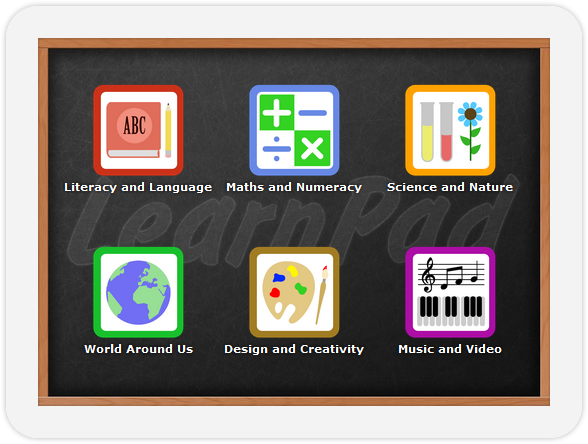 ABC
Literacy and Language
Maths and Numeracy
Science and Nature
LearnPad
World Around Us
Design and Creativity
Music and Video